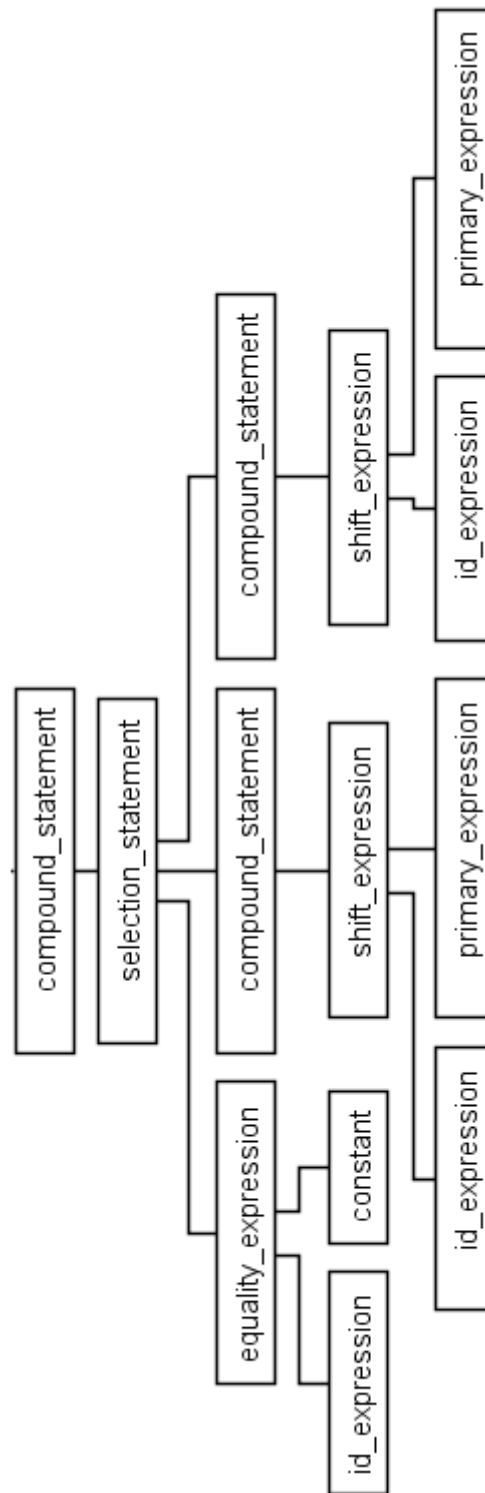 compound_statement
selection_statement
equality_expression
compound_statement
compound_statement
id_expression
constant
shift_expression
shift_expression
id_expression
primary_expression
id_expression
primary_expression